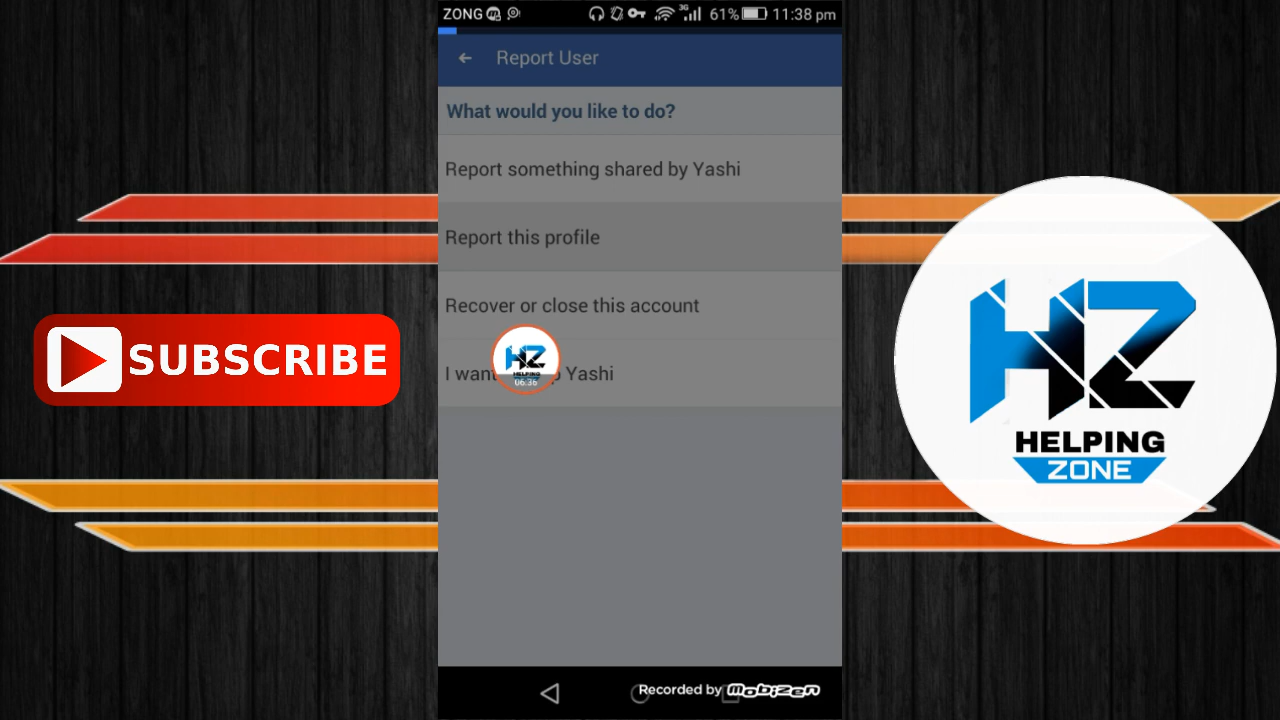 ZONG
3G
61%
11:38 pm
Report User
What would you like to do?
Report something shared by Yashi
Report this profile
Recover or close this account
I wan Yashi
HZ
HELPING
06:36
SUBSCRIBE
HZ
HELPING
ZONE
Recorded by Mobizen